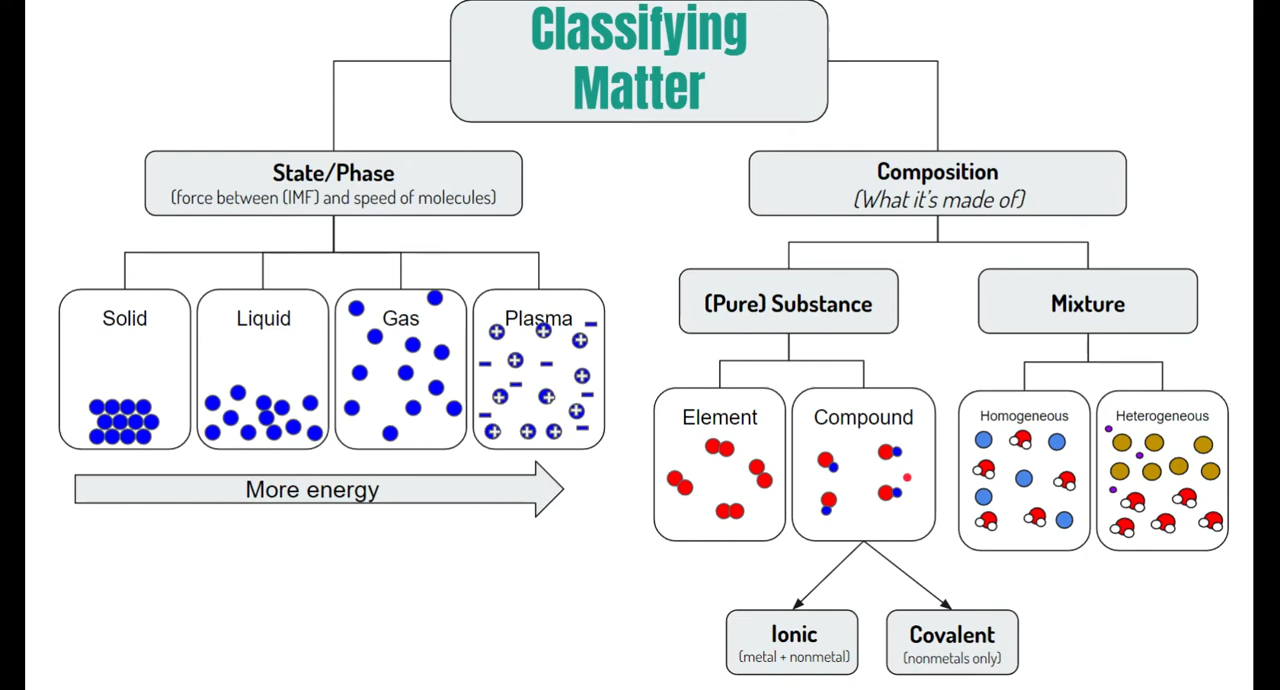 Classifying
Matter
State/Phase
(force between (IMF) and speed of molecules)
Composition
(What it's made of)
Solid
Liquid
Gas
Plasma
More energy
(Pure) Substance
Mixture
Element
Compound
Homogeneous
Heterogeneous
Ionic
(metal + nonmetal)
Covalent
(nonmetals only)